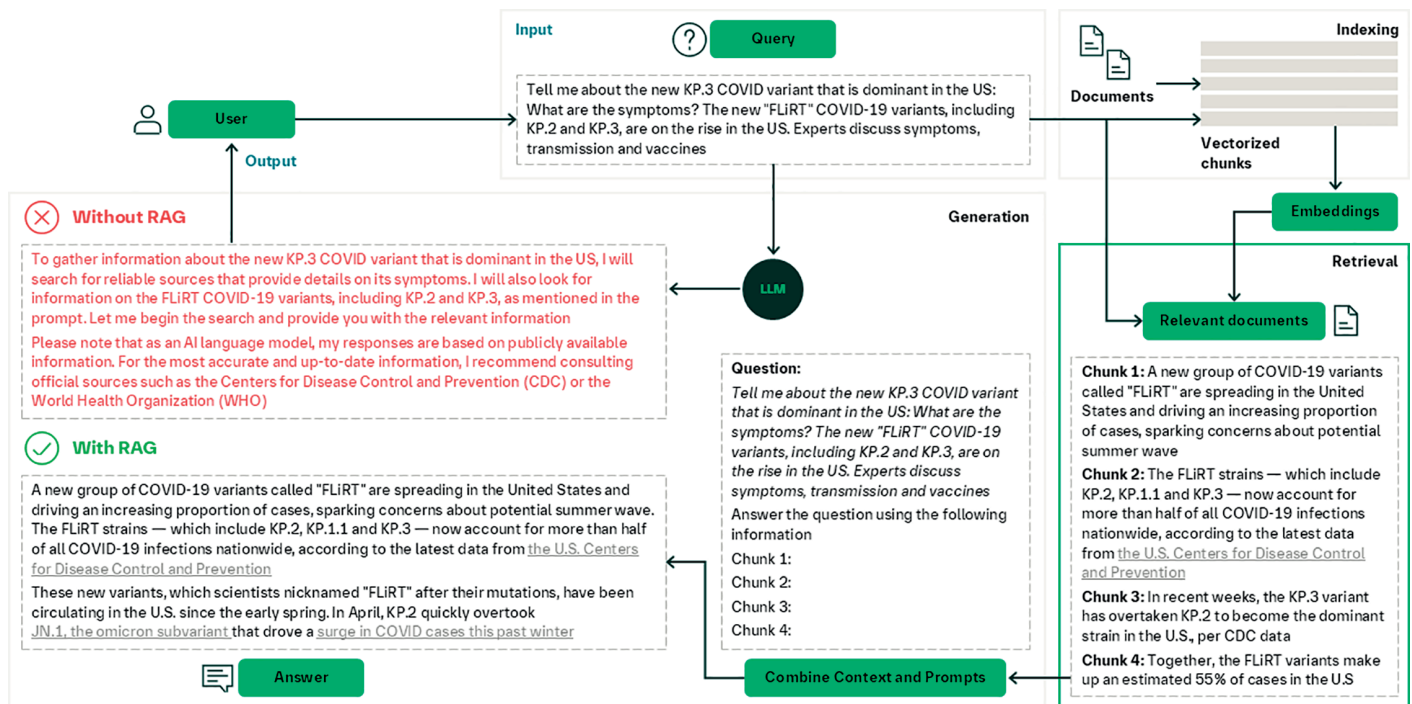 Input
Query
Tell me about the new KP.3 COVID variant that is dominant in the US:
What are the symptoms? The new "FLiRT" COVID-19 variants, including
KP.2 and KP.3, are on the rise in the US. Experts discuss symptoms,
transmission and vaccines
User
Output
Indexing
Documents
Vectorized
chunks
Embeddings
Retrieval
Relevant documents
Chunk 1: A new group of COVID-19 variants
called "FLiRT" are spreading in the United
States and driving an increasing proportion
of cases, sparking concerns about potential
summer wave
Chunk 2: The FLiRT strains — which include
KP.2, KP.1.1 and KP.3 — now account for
more than half of all COVID-19 infections
nationwide, according to the latest data
from the U.S. Centers for Disease Control
and Prevention
Chunk 3: In recent weeks, the KP.3 variant
has overtaken KP.2 to become the dominant
strain in the U.S., per CDC data
Chunk 4: Together, the FLiRT variants make
up an estimated 55% of cases in the U.S
Generation
LLM
Without RAG
To gather information about the new KP.3 COVID variant that is dominant in the US, I will
search for reliable sources that provide details on its symptoms. I will also look for
information on the FLiRT COVID-19 variants, including KP.2 and KP.3, as mentioned in the
prompt. Let me begin the search and provide you with the relevant information
Please note that as an AI language model, my responses are based on publicly available
information. For the most accurate and up-to-date information, I recommend consulting
official sources such as the Centers for Disease Control and Prevention (CDC) or the
World Health Organization (WHO)
Question:
Tell me about the new KP.3 COVID variant
that is dominant in the US: What are the
symptoms? The new "FLiRT" COVID-19
variants, including KP.2 and KP.3, are on
the rise in the US. Experts discuss
symptoms, transmission and vaccines
Answer the question using the following
information
Chunk 1:
Chunk 2:
Chunk 3:
Chunk 4:
Combine Context and Prompts
With RAG
A new group of COVID-19 variants called "FLiRT" are spreading in the United States and
driving an increasing proportion of cases, sparking concerns about potential summer wave.
The FLiRT strains — which include KP.2, KP.1.1 and KP.3 — now account for more than half
of all COVID-19 infections nationwide, according to the latest data from the U.S. Centers
for Disease Control and Prevention
These new variants, which scientists nicknamed "FLiRT" after their mutations, have been
circulating in the U.S. since the early spring. In April, KP.2 quickly overtook
JN.1, the omicron subvariant that drove a surge in COVID cases this past winter
Answer